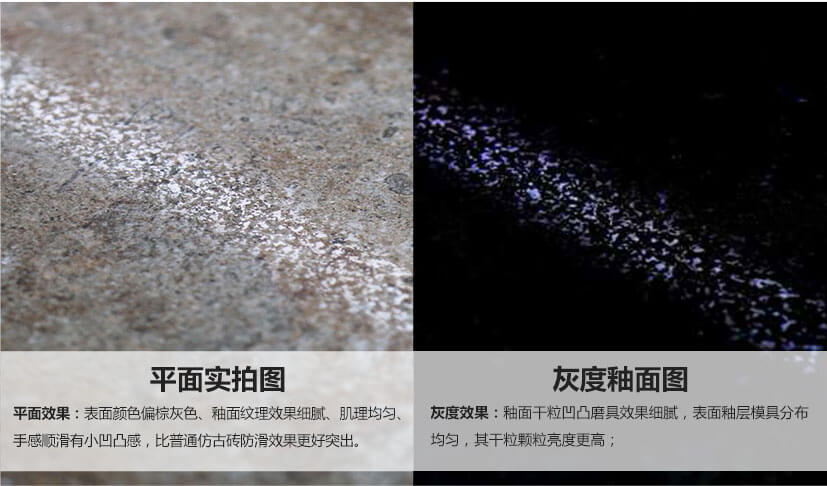 平面实拍图
平面效果：表面颜色偏棕灰色、釉面纹理效果细腻、肌理均匀、
手感顺滑有小凹凸感，比普通仿古砖防滑效果更好突出。
灰度釉面图
灰度效果：釉面干粒凹凸磨具效果细腻，表面釉层模具分布
均匀，其干粒颗粒亮度更高；